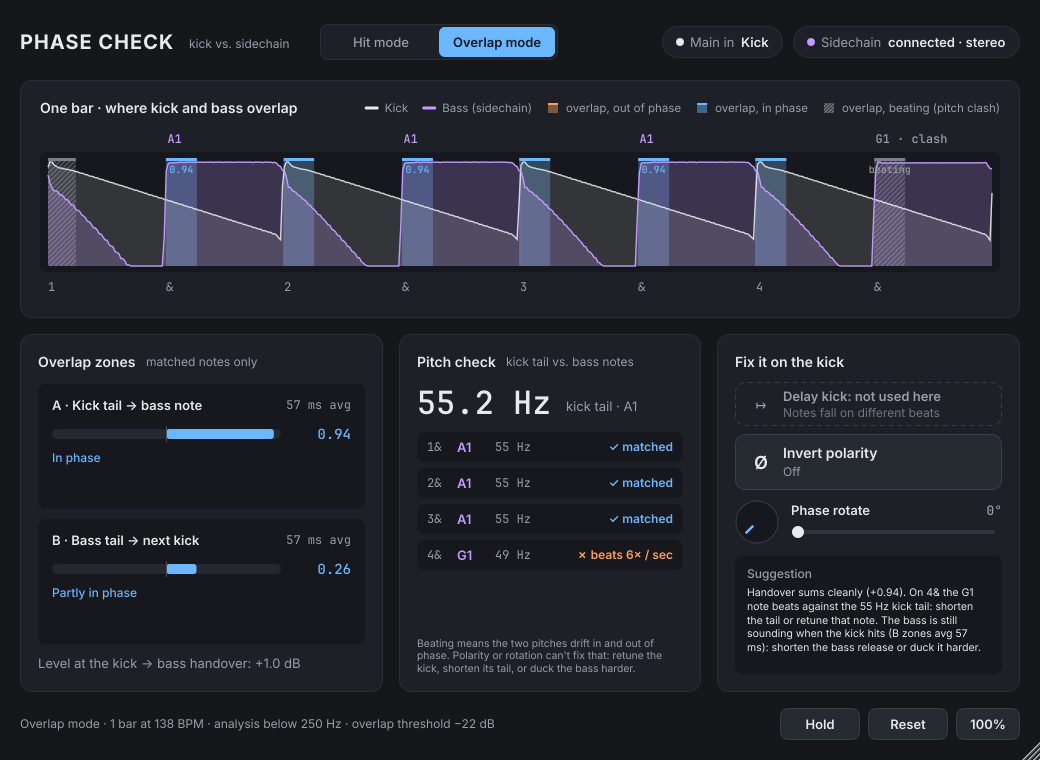 PHASE CHECK kick vs. sidechain Hit mode Overlap mode Main in Kick Sidechain connected · stereo
One bar · where kick and bass overlap Kick Bass (sidechain) overlap, out of phase overlap, in phase overlap, beating (pitch clash)
A1 A1 A1 G1 · clash
0.94 0.94 0.94 beating
1 & 2 & 3 & 4 &
Overlap zones matched notes only
A · Kick tail → bass note 57 ms avg
0.94
In phase
B · Bass tail → next kick 57 ms avg
0.26
Partly in phase
Level at the kick → bass handover: +1.0 dB
Pitch check kick tail vs. bass notes
55.2 Hz kick tail · A1
1& A1 55 Hz ✓ matched
2& A1 55 Hz ✓ matched
3& A1 55 Hz ✓ matched
4& G1 49 Hz × beats 6× / sec
Beating means the two pitches drift in and out of
phase. Polarity or rotation can't fix that: retune the
kick, shorten its tail, or duck the bass harder.
Fix it on the kick
↦ Delay kick: not used here
Notes fall on different beats
Ø Invert polarity
Off
Phase rotate 0°
Suggestion
Handover sums cleanly (+0.94). On 4& the G1
note beats against the 55 Hz kick tail: shorten
the tail or retune that note. The bass is still
sounding when the kick hits (B zones avg 57
ms): shorten the bass release or duck it harder.
Overlap mode · 1 bar at 138 BPM · analysis below 250 Hz · overlap threshold −22 dB Hold Reset 100%